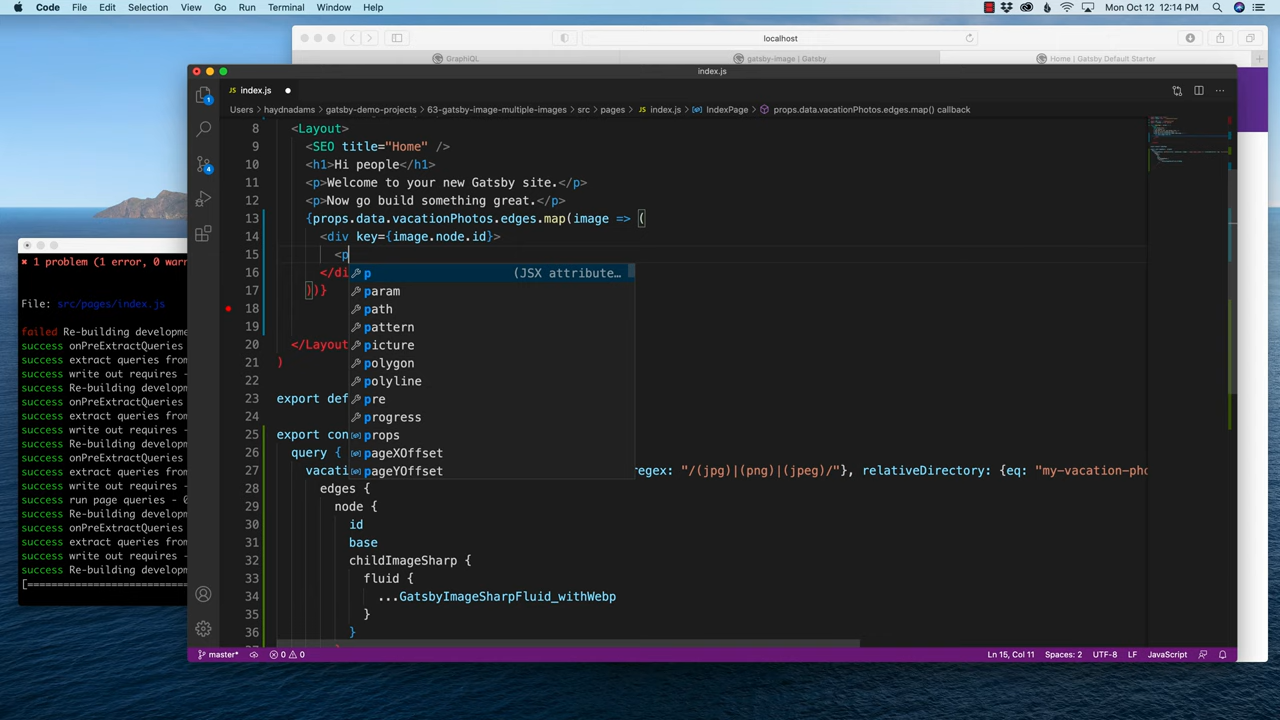 Code File Edit Selection View Go Run Terminal Window Help Mon Oct 12 12:14 PM
localhost
GraphiQL gatsby-image | Gatsby Home | Gatsby Default Starter
index.js
JS index.js
Users > haydnadams > gatsby-demo-projects > 63-gatsby-image-multiple-images > src > pages > JS index.js > IndexPage > props.data.vacationPhotos.edges.map() callback
8 <Layout>
9 <SEO title="Home" />
10 <h1>Hi people</h1>
11 <p>Welcome to your new Gatsby site.</p>
12 <p>Now go build something great.</p>
13 {props.data.vacationPhotos.edges.map(image => (
14 <div key={image.node.id}>
15 <p
16 </di
17 ))}
18
19
20 </Layout
21 )
22
23 export def
24
25 export con
26 query {
27 vacati regex: "/(jpg)|(png)|(jpeg)/"}, relativeDirectory: {eq: "my-vacation-pho
28 edges {
29 node {
30 id
31 base
32 childImageSharp {
33 fluid {
34 ...GatsbyImageSharpFluid_withWebp
35 }
36 }
p (JSX attribute…
param
path
pattern
picture
polygon
polyline
pre
progress
props
pageXOffset
pageYOffset
✖ 1 problem (1 error, 0 warn
File: src/pages/index.js
failed Re-building developme
success onPreExtractQueries
success extract queries from
success write out requires -
success Re-building developm
success onPreExtractQueries
success extract queries from
success write out requires -
success Re-building developm
success onPreExtractQueries
success extract queries from
success write out requires -
success run page queries - 0
success Re-building developm
success onPreExtractQueries
success extract queries from
success write out requires -
success Re-building developm
[============================
1
4
master* 0 0 Ln 15, Col 11 Spaces: 2 UTF-8 LF JavaScript